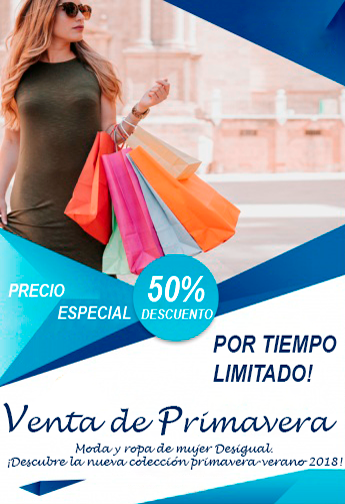 PRECIO
ESPECIAL
50%
DESCUENTO
POR TIEMPO
LIMITADO!
Venta de Primavera
Moda y ropa de mujer Desigual.
¡Descubre la nueva colección primavera-verano 2018!